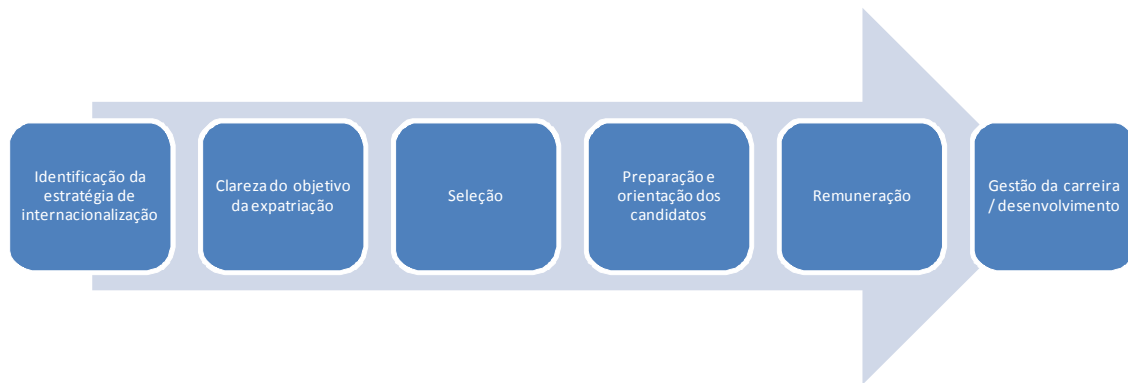 Identificação da
estratégia de
internacionalização
Clareza do objetivo
da expatriação
Seleção
Preparação e
orientação dos
candidatos
Remuneração
Gestão da carreira
/ desenvolvimento